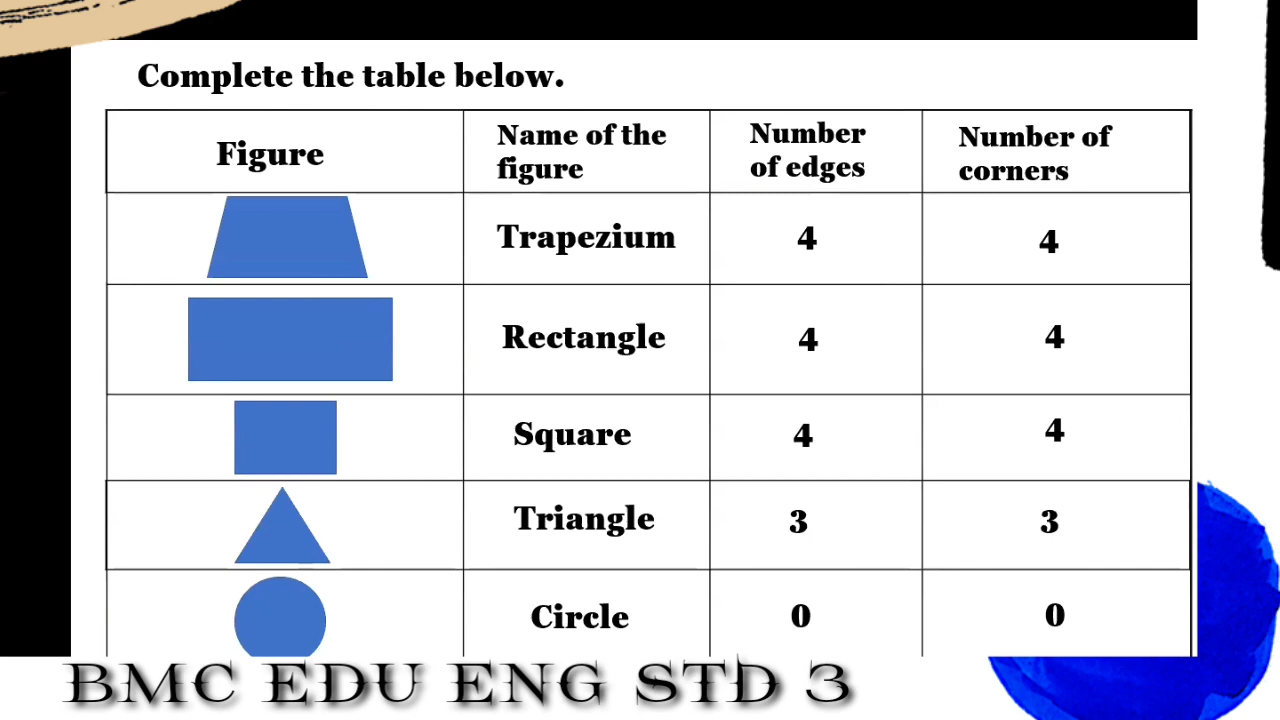 Complete the table below.
Figure
Name of the
figure
Number
of edges
Number of
corners
Trapezium 4 4
Rectangle 4 4
Square 4 4
Triangle 3 3
Circle 0 0
BMC EDU ENG STD 3